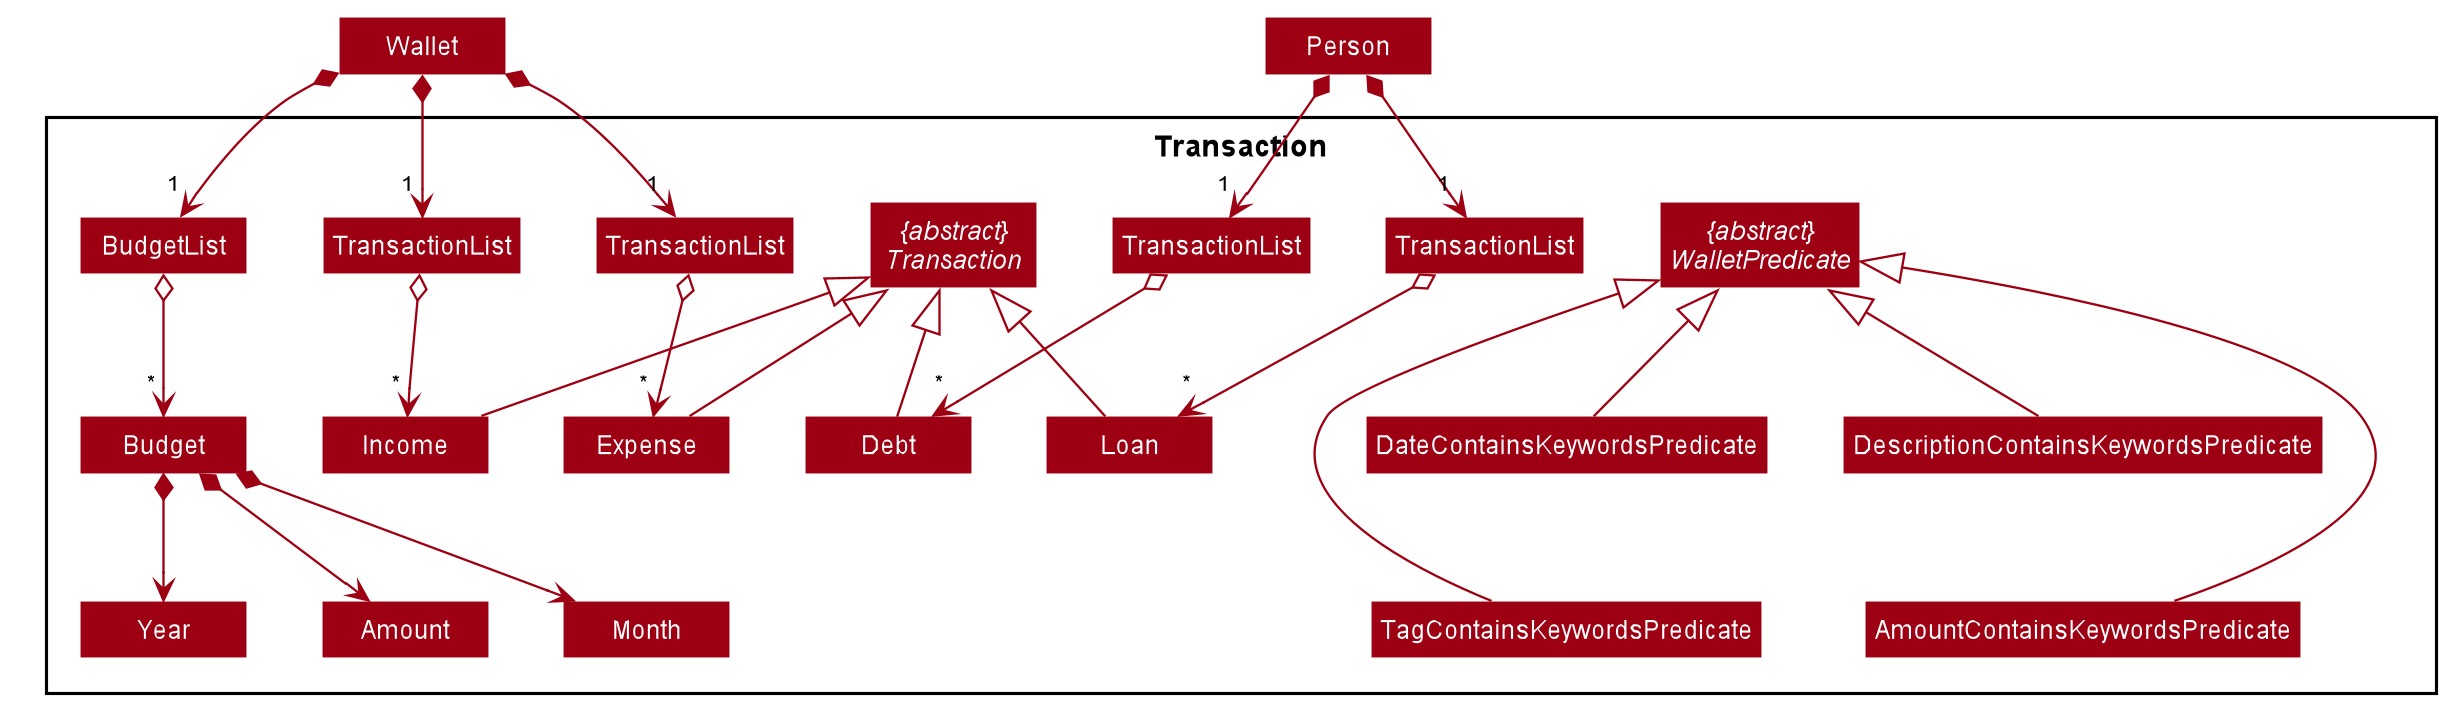 Wallet
Person
Transaction
1
1
1
1
1
BudgetList
TransactionList
TransactionList
{abstract}
Transaction
TransactionList
TransactionList
{abstract}
WalletPredicate
*
*
*
*
*
Budget
Income
Expense
Debt
Loan
DateContainsKeywordsPredicate
DescriptionContainsKeywordsPredicate
Year
Amount
Month
TagContainsKeywordsPredicate
AmountContainsKeywordsPredicate